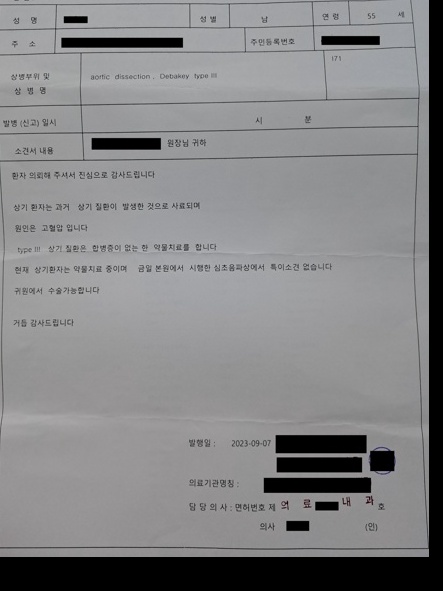 성 명 성 별 남 연 령 55 세
주 소 주민등록번호
상병부위 및 상 병 명 aortic dissection, Debakey type III (7)
발병 (신고) 일시 시 분
소견서 내용 원장님 귀하
환자 의뢰해 주셔서 진심으로 감사드립니다
상기 환자는 과거 상기 질환이 발생한 것으로 사료되며
원인은 고혈압 입니다
type III 상기 질환은 합병증이 없는 한 약물치료를 합니다
현재 상기환자는 약물치료 중이며 금일 본원에서 시행한 심초음파상에서 특이소견 없습니다
귀원에서 수술가능합니다
거듭 감사드립니다
발행일 : 2023-09-07
의료기관명칭 :
담 당 의 사 : 면허번호 제 의 료 내 과 호
의사 (인)